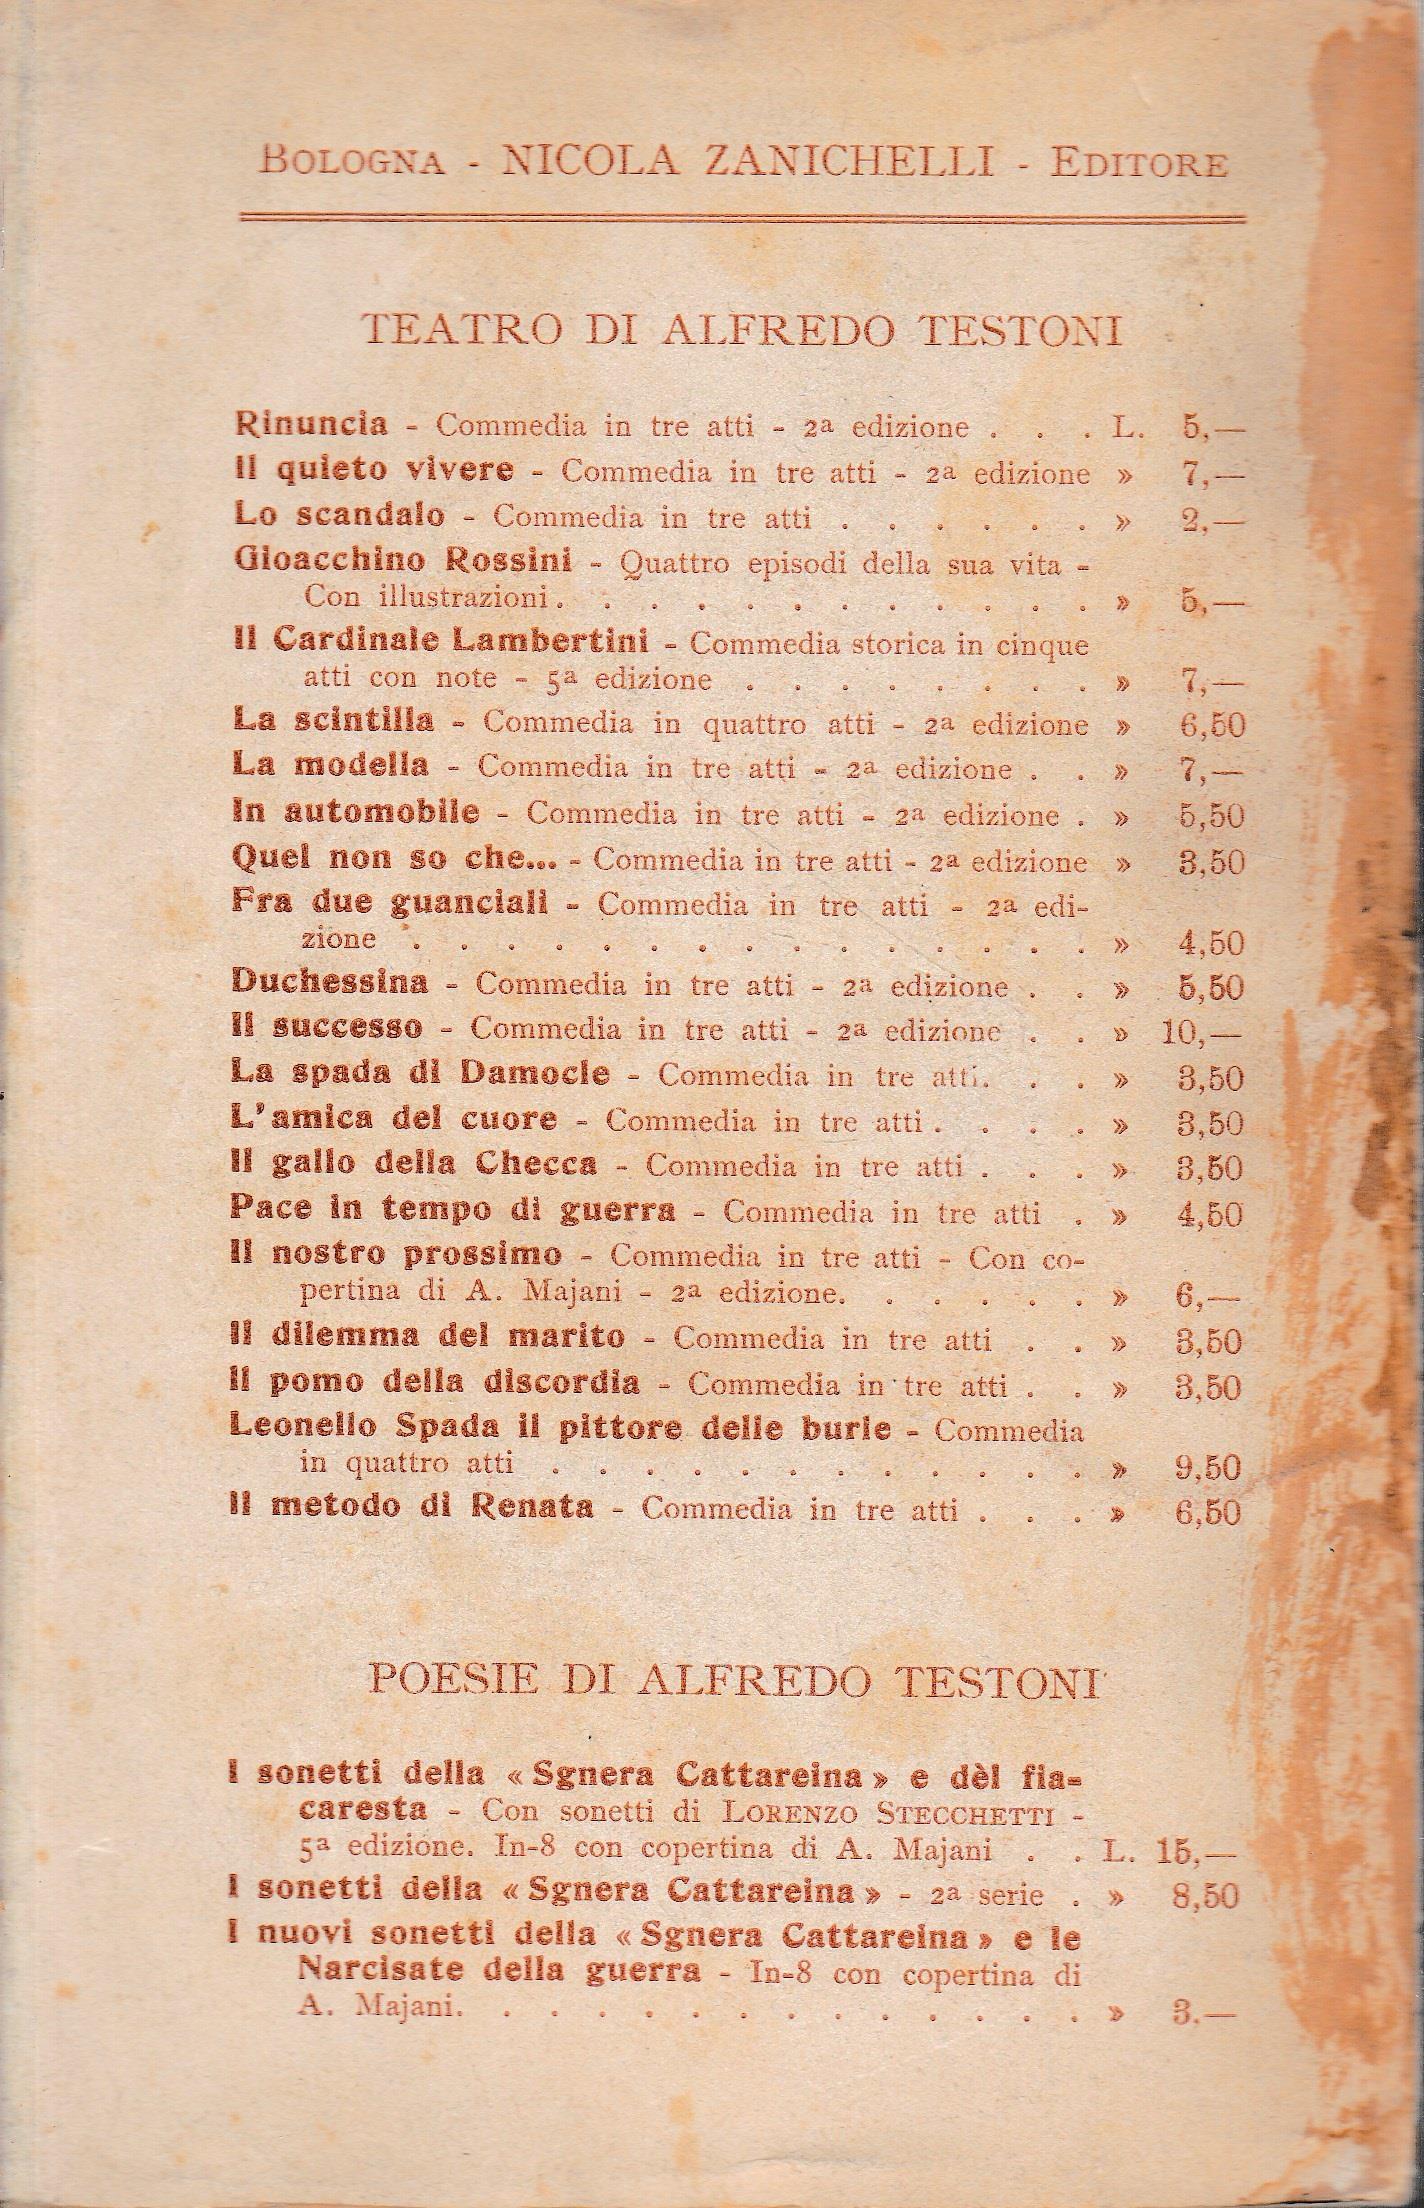 BOLOGNA - NICOLA ZANICHELLI - EDITORE
TEATRO DI ALFREDO TESTONI
Rinuncia - Commedia in tre atti - 2ª edizione . . . L. 5,—
Il quieto vivere - Commedia in tre atti - 2ª edizione » 7,—
Lo scandalo - Commedia in tre atti . . . . . . » 2,—
Gioacchino Rossini - Quattro episodi della sua vita -
Con illustrazioni . . . . . . . . . . . . » 5,—
Il Cardinale Lambertini - Commedia storica in cinque
atti con note - 5ª edizione . . . . . . . . » 7,—
La scintilla - Commedia in quattro atti - 2ª edizione » 6,50
La modella - Commedia in tre atti - 2ª edizione . . » 7,—
In automobile - Commedia in tre atti - 2ª edizione . » 5,50
Quel non so che... - Commedia in tre atti - 2ª edizione » 3,50
Fra due guanciali - Commedia in tre atti - 2ª edi-
zione . . . . . . . . . . . . . . . » 4,50
Duchessina - Commedia in tre atti - 2ª edizione . . » 5,50
Il successo - Commedia in tre atti - 2ª edizione . . » 10,—
La spada di Damocle - Commedia in tre atti. . . » 3,50
L'amica del cuore - Commedia in tre atti . . . . » 3,50
Il gallo della Checca - Commedia in tre atti . . . » 3,50
Pace in tempo di guerra - Commedia in tre atti . » 4,50
Il nostro prossimo - Commedia in tre atti - Con co-
pertina di A. Majani - 2ª edizione. . . . . . » 6,—
Il dilemma del marito - Commedia in tre atti . . » 3,50
Il pomo della discordia - Commedia in tre atti . . » 3,50
Leonello Spada il pittore delle burle - Commedia
in quattro atti . . . . . . . . . . . . » 9,50
Il metodo di Renata - Commedia in tre atti . . . » 6,50
POESIE DI ALFREDO TESTONI
I sonetti della « Sgnera Cattareina » e dèl fia-
caresta - Con sonetti di LORENZO STECCHETTI -
5ª edizione. In-8 con copertina di A. Majani . . L. 15,—
I sonetti della « Sgnera Cattareina » - 2ª serie . » 8,50
I nuovi sonetti della « Sgnera Cattareina » e le
Narcisate della guerra - In-8 con copertina di
A. Majani. . . . . . . . . . . . . . » 3.—